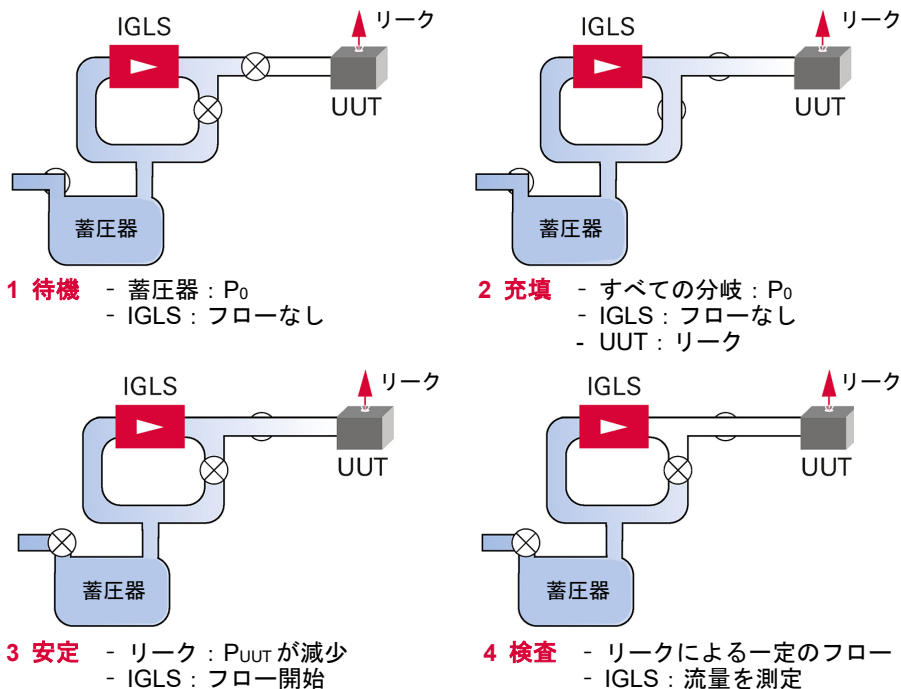 IGLS
リーク
UUT
蓄圧器
1 待機 - 蓄圧器：P0
- IGLS：フローなし
IGLS
リーク
UUT
蓄圧器
2 充填 - すべての分岐：P0
- IGLS：フローなし
- UUT：リーク
IGLS
リーク
UUT
蓄圧器
3 安定 - リーク：PUUTが減少
- IGLS：フロー開始
IGLS
リーク
UUT
蓄圧器
4 検査 - リークによる一定のフロー
- IGLS：流量を測定